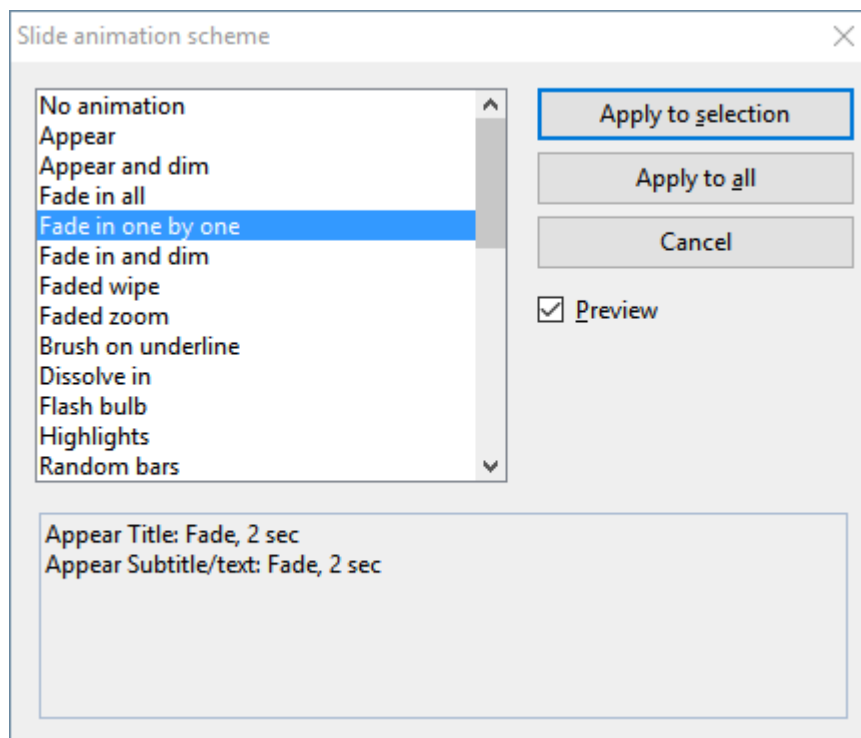 Slide animation scheme
No animation
Appear
Appear and dim
Fade in all
Fade in one by one
Fade in and dim
Faded wipe
Faded zoom
Brush on underline
Dissolve in
Flash bulb
Highlights
Random bars
Apply to selection
Apply to all
Cancel
Preview
Appear Title: Fade, 2 sec
Appear Subtitle/text: Fade, 2 sec